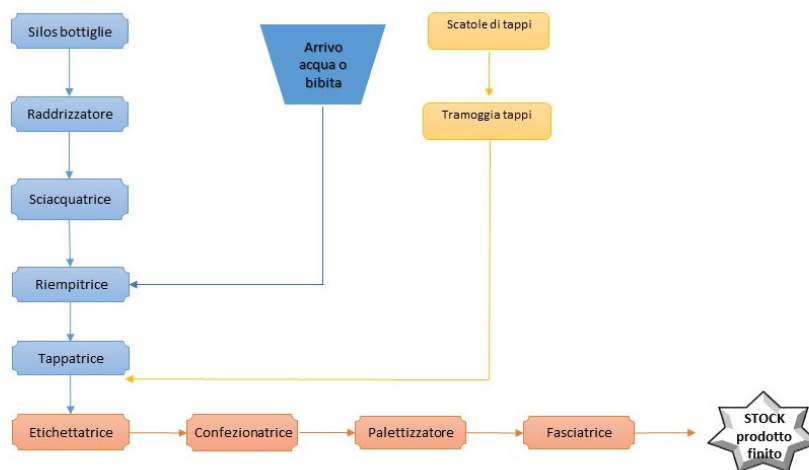 Silos bottiglie
Arrivo
acqua o
bibita
Scatole di tappi
Raddrizzatore
Tramoggia tappi
Sciacquatrice
Riempitrice
Tappatrice
Etichettatrice
Confezionatrice
Palettizzatore
Fasciatrice
STOCK
prodotto
finito